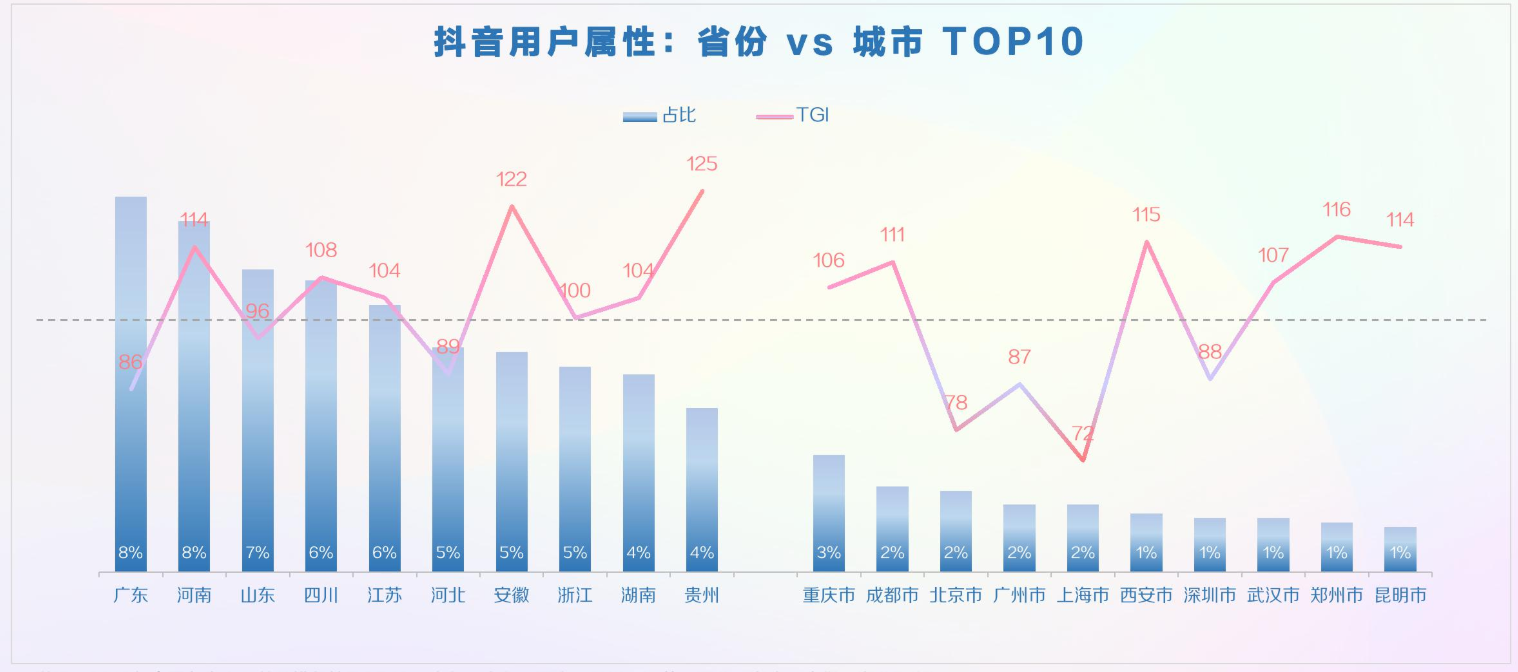 抖音用户属性：省份 vs 城市 TOP10
占比 TGI
86 114 96 108 104 89 122 100 104 125 106 111 78 87 72 115 88 107 116 114
8% 8% 7% 6% 6% 5% 5% 5% 4% 4% 3% 2% 2% 2% 2% 1% 1% 1% 1% 1%
广东 河南 山东 四川 江苏 河北 安徽 浙江 湖南 贵州 重庆市 成都市 北京市 广州市 上海市 西安市 深圳市 武汉市 郑州市 昆明市